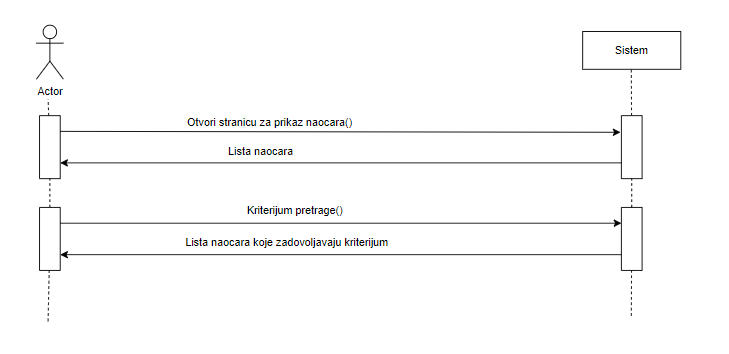 Sistem
Actor
Otvori stranicu za prikaz naocara()
Lista naocara
Kriterijum pretrage()
Lista naocara koje zadovoljavaju kriterijum